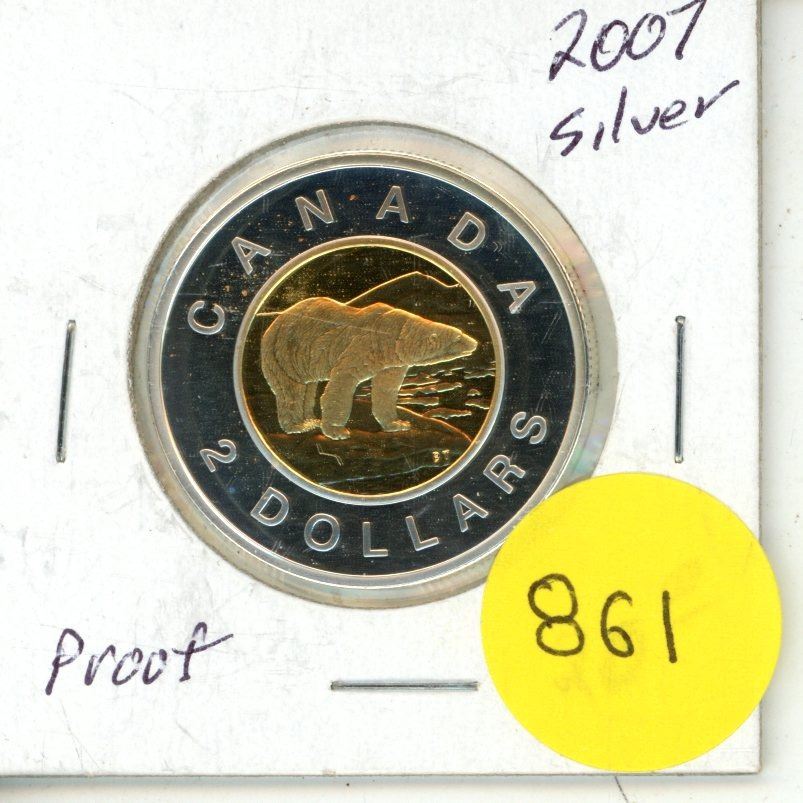 2007
Silver
CANADA
2 DOLLARS
BT
Proof
861